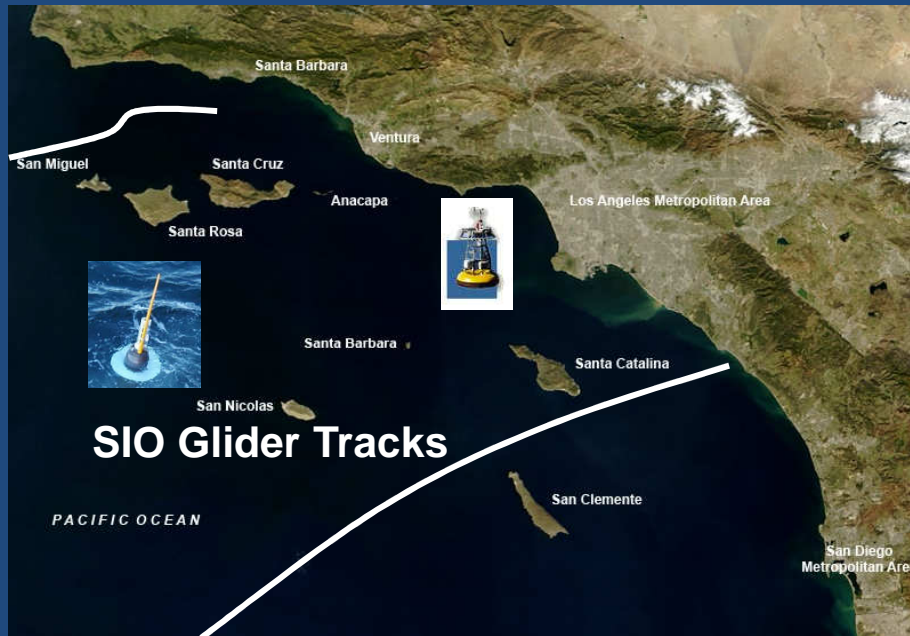 Santa Barbara
Ventura
San Miguel
Santa Cruz
Anacapa
Los Angeles Metropolitan Area
Santa Rosa
Santa Barbara
Santa Catalina
San Nicolas
SIO Glider Tracks
San Clemente
PACIFIC OCEAN
San Diego
Metropolitan Are